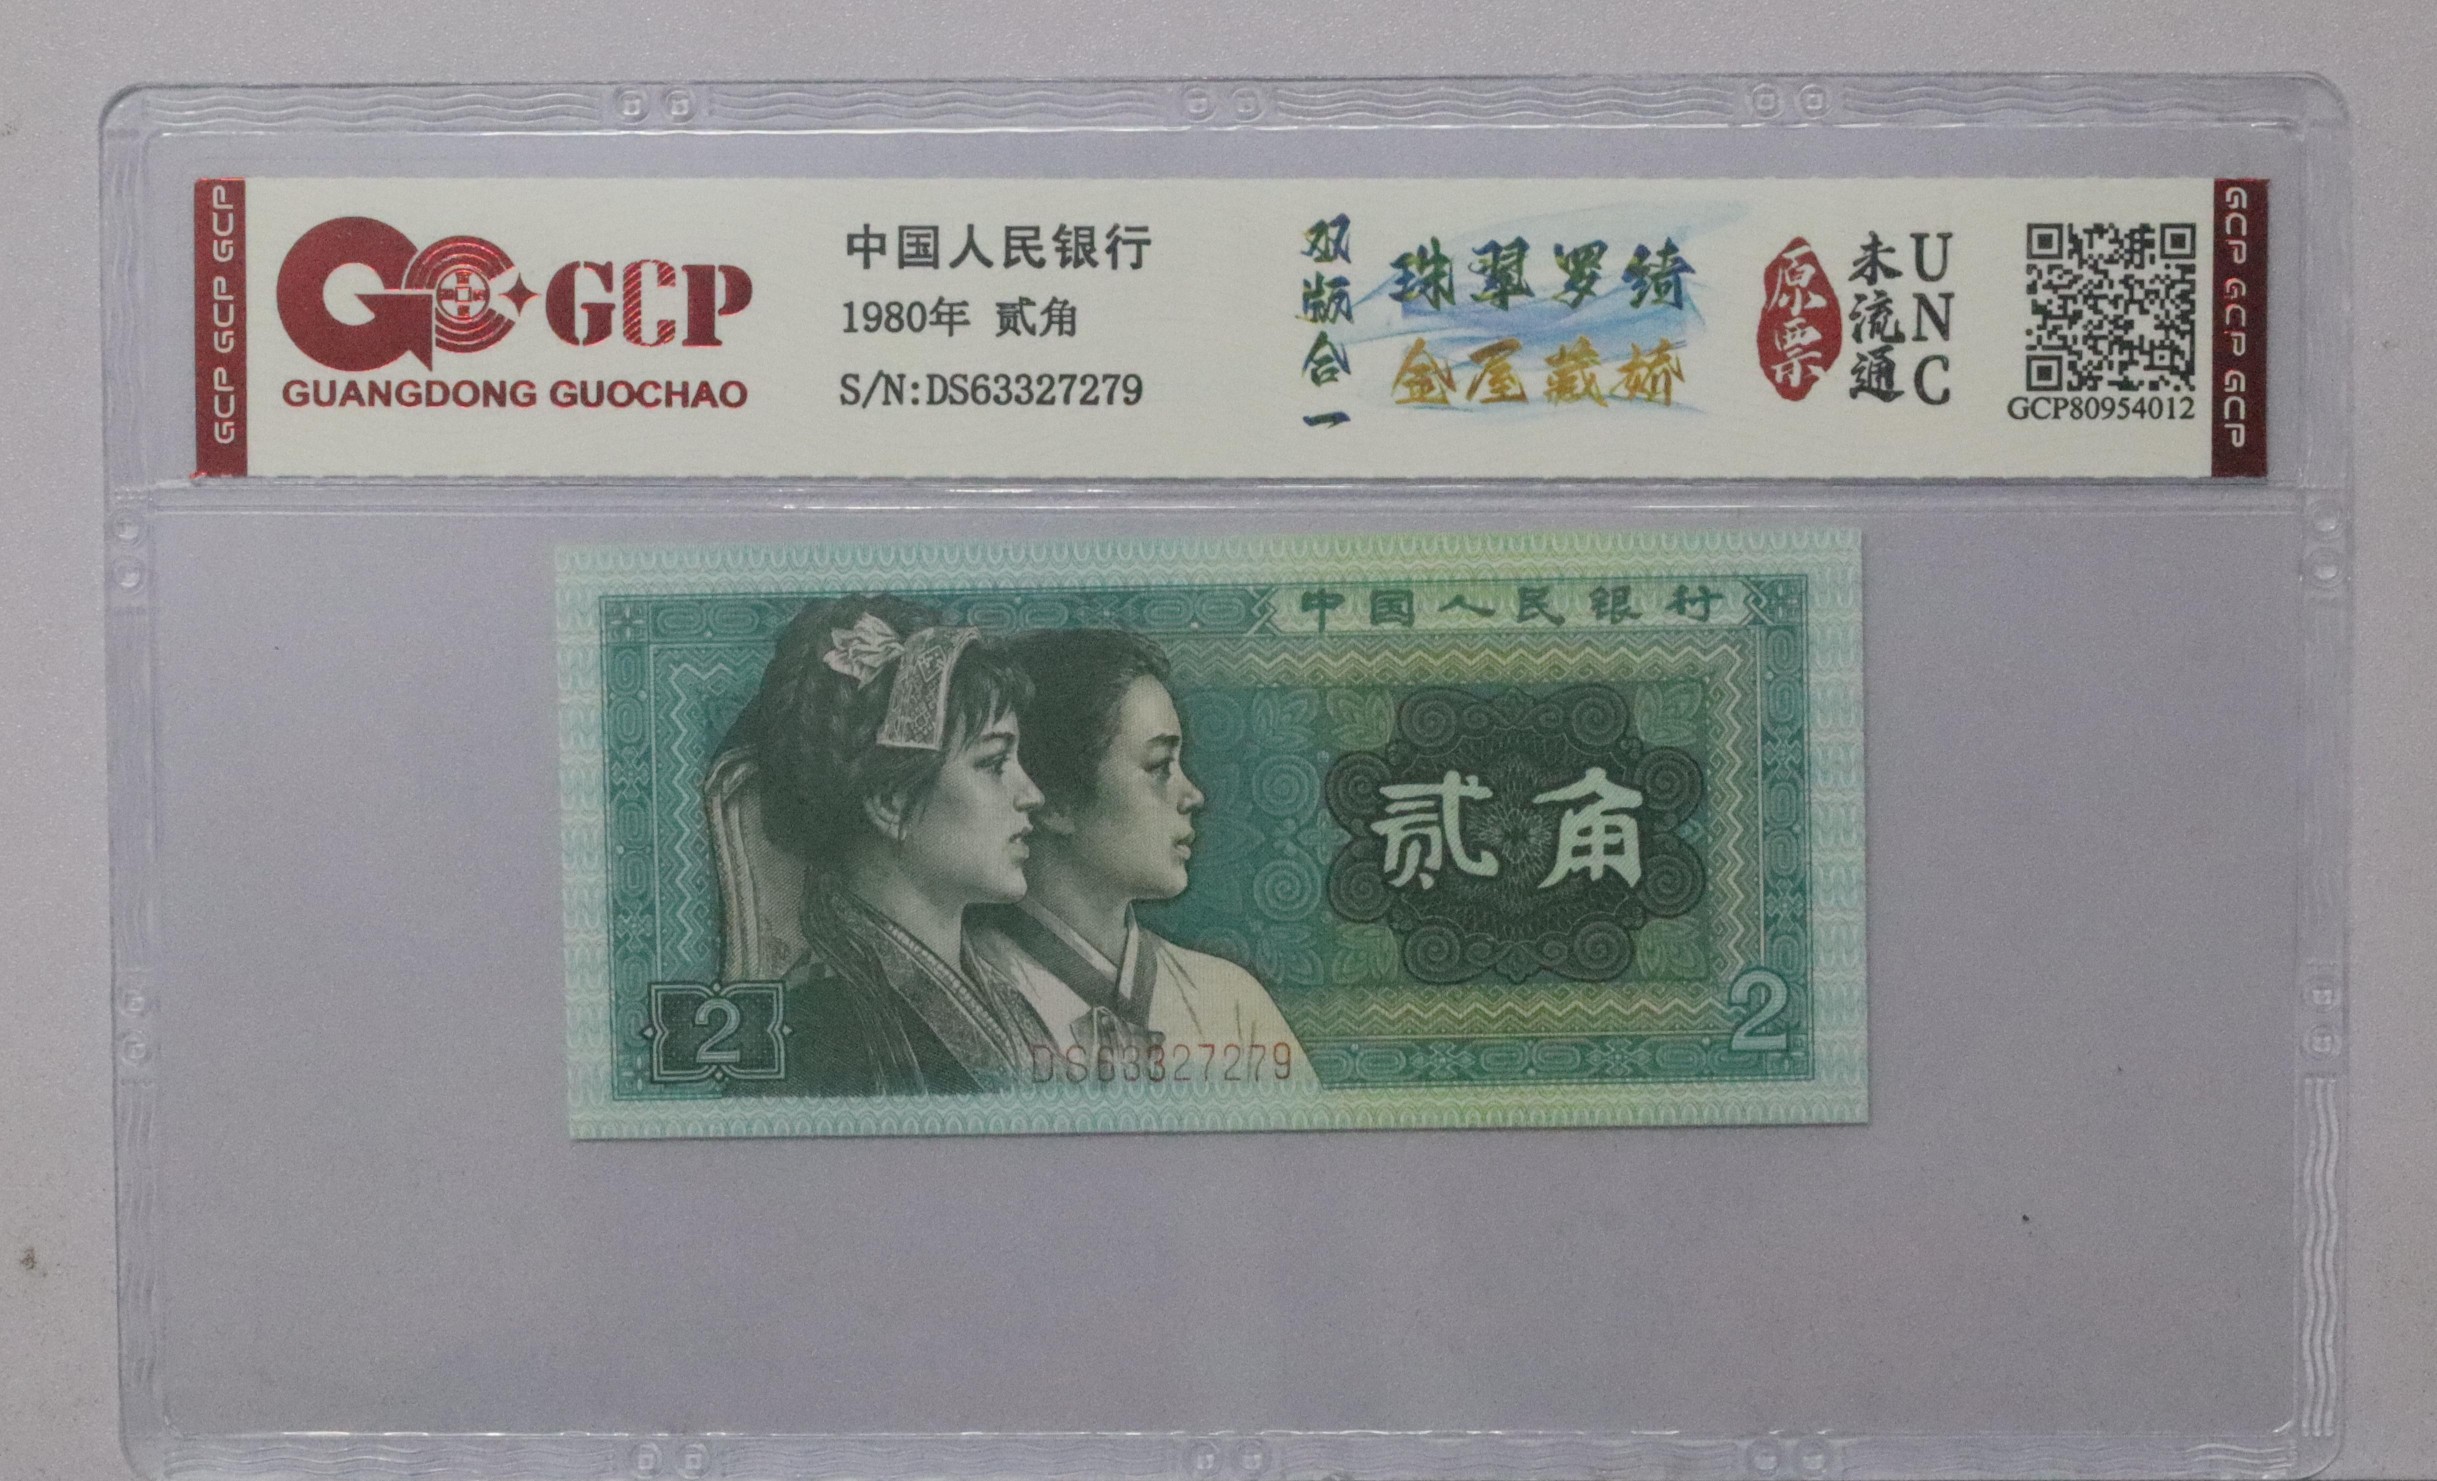 GCP GCP GCP
GCP
GUANGDONG GUOCHAO
中国人民银行
1980年 贰角
S/N:DS63327279
双版合一
珠翠罗绮
金屋藏娇
原票
未流通
UNC
GCP80954012
GCP GCP GCP
中国人民银行
贰角
2
2
DS63327279